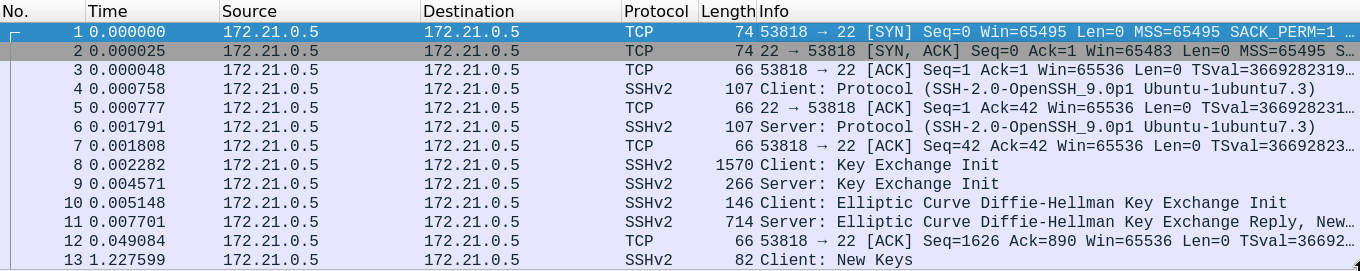 No. Time Source Destination Protocol Length Info
1 0.000000 172.21.0.5 172.21.0.5 TCP 74 53818 → 22 [SYN] Seq=0 Win=65495 Len=0 MSS=65495 SACK_PERM=1 …
2 0.000025 172.21.0.5 172.21.0.5 TCP 74 22 → 53818 [SYN, ACK] Seq=0 Ack=1 Win=65483 Len=0 MSS=65495 S…
3 0.000048 172.21.0.5 172.21.0.5 TCP 66 53818 → 22 [ACK] Seq=1 Ack=1 Win=65536 Len=0 TSval=3669282319…
4 0.000758 172.21.0.5 172.21.0.5 SSHv2 107 Client: Protocol (SSH-2.0-OpenSSH_9.0p1 Ubuntu-1ubuntu7.3)
5 0.000777 172.21.0.5 172.21.0.5 TCP 66 22 → 53818 [ACK] Seq=1 Ack=42 Win=65536 Len=0 TSval=366928231…
6 0.001791 172.21.0.5 172.21.0.5 SSHv2 107 Server: Protocol (SSH-2.0-OpenSSH_9.0p1 Ubuntu-1ubuntu7.3)
7 0.001808 172.21.0.5 172.21.0.5 TCP 66 53818 → 22 [ACK] Seq=42 Ack=42 Win=65536 Len=0 TSval=36692823…
8 0.002282 172.21.0.5 172.21.0.5 SSHv2 1570 Client: Key Exchange Init
9 0.004571 172.21.0.5 172.21.0.5 SSHv2 266 Server: Key Exchange Init
10 0.005148 172.21.0.5 172.21.0.5 SSHv2 146 Client: Elliptic Curve Diffie-Hellman Key Exchange Init
11 0.007701 172.21.0.5 172.21.0.5 SSHv2 714 Server: Elliptic Curve Diffie-Hellman Key Exchange Reply, New…
12 0.049084 172.21.0.5 172.21.0.5 TCP 66 53818 → 22 [ACK] Seq=1626 Ack=890 Win=65536 Len=0 TSval=36692…
13 1.227599 172.21.0.5 172.21.0.5 SSHv2 82 Client: New Keys